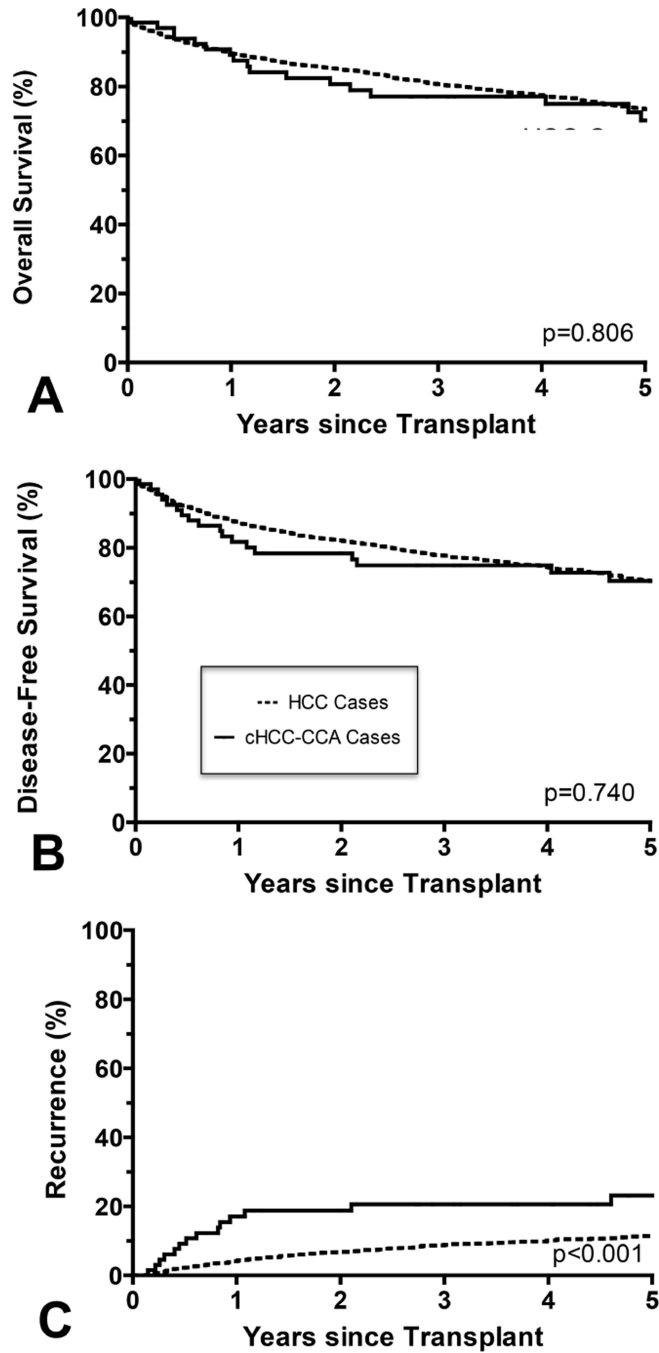 100
80
60
40
20
0
Overall Survival (%)
p=0.806
0 1 2 3 4 5
Years since Transplant
A
100
80
60
40
20
0
Disease-Free Survival (%)
HCC Cases
cHCC-CCA Cases
p=0.740
0 1 2 3 4 5
Years since Transplant
B
100
80
60
40
20
0
Recurrence (%)
p<0.001
0 1 2 3 4 5
Years since Transplant
C